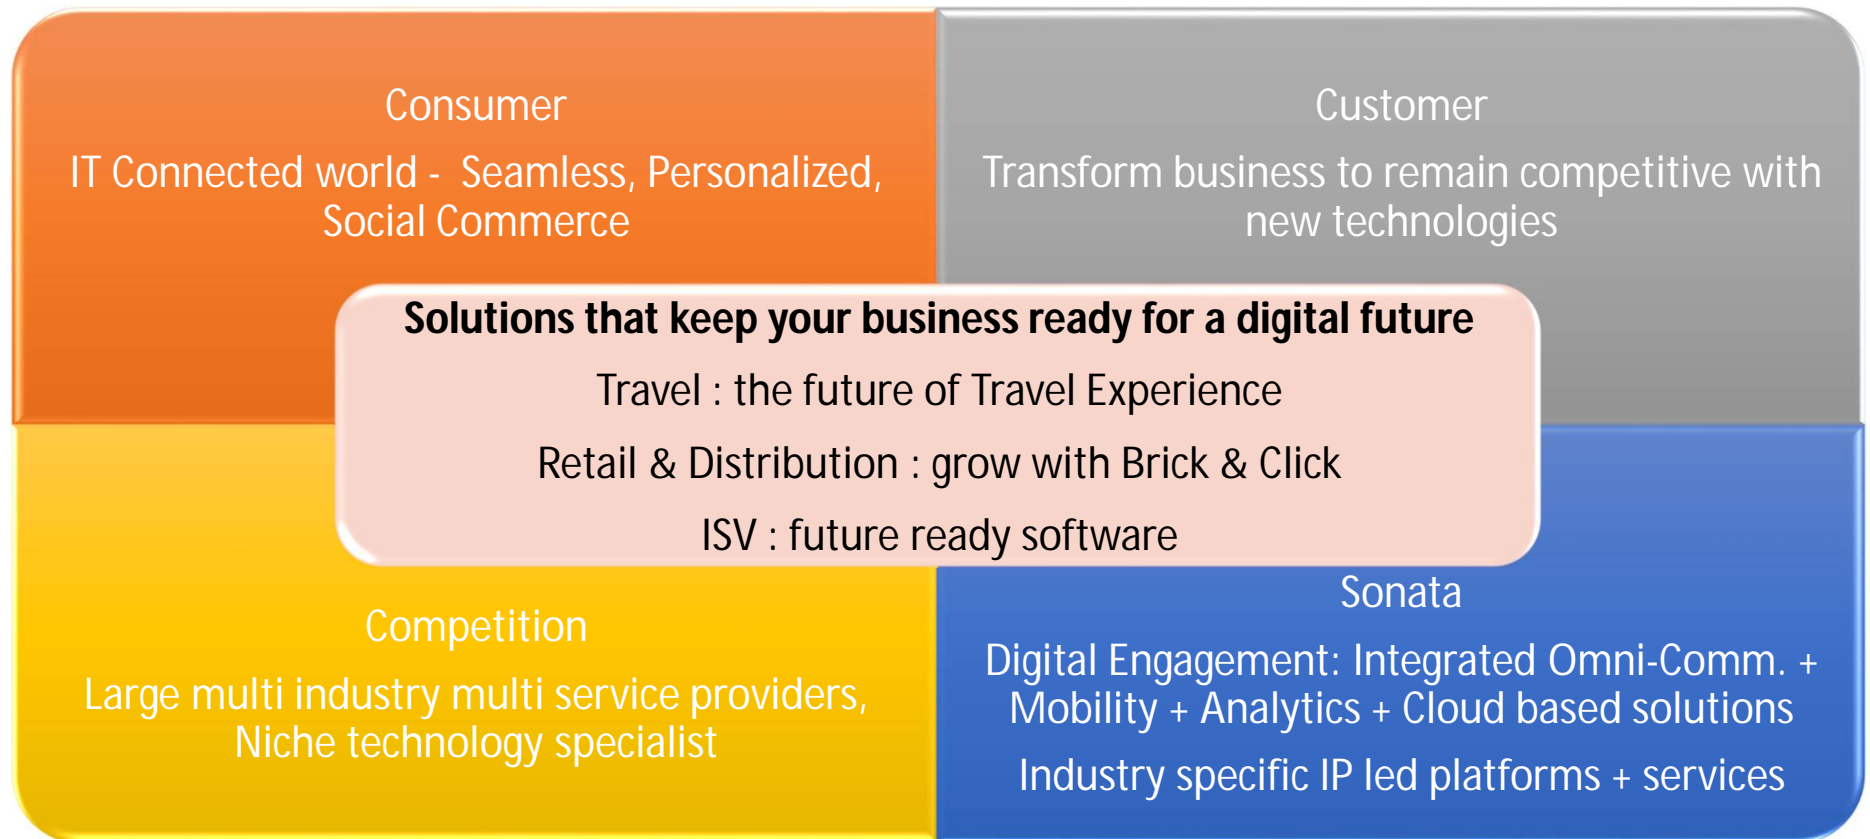 Consumer
IT Connected world - Seamless, Personalized,
Social Commerce
Customer
Transform business to remain competitive with
new technologies
Solutions that keep your business ready for a digital future
Travel : the future of Travel Experience
Retail & Distribution : grow with Brick & Click
ISV : future ready software
Competition
Large multi industry multi service providers,
Niche technology specialist
Sonata
Digital Engagement: Integrated Omni-Comm. +
Mobility + Analytics + Cloud based solutions
Industry specific IP led platforms + services